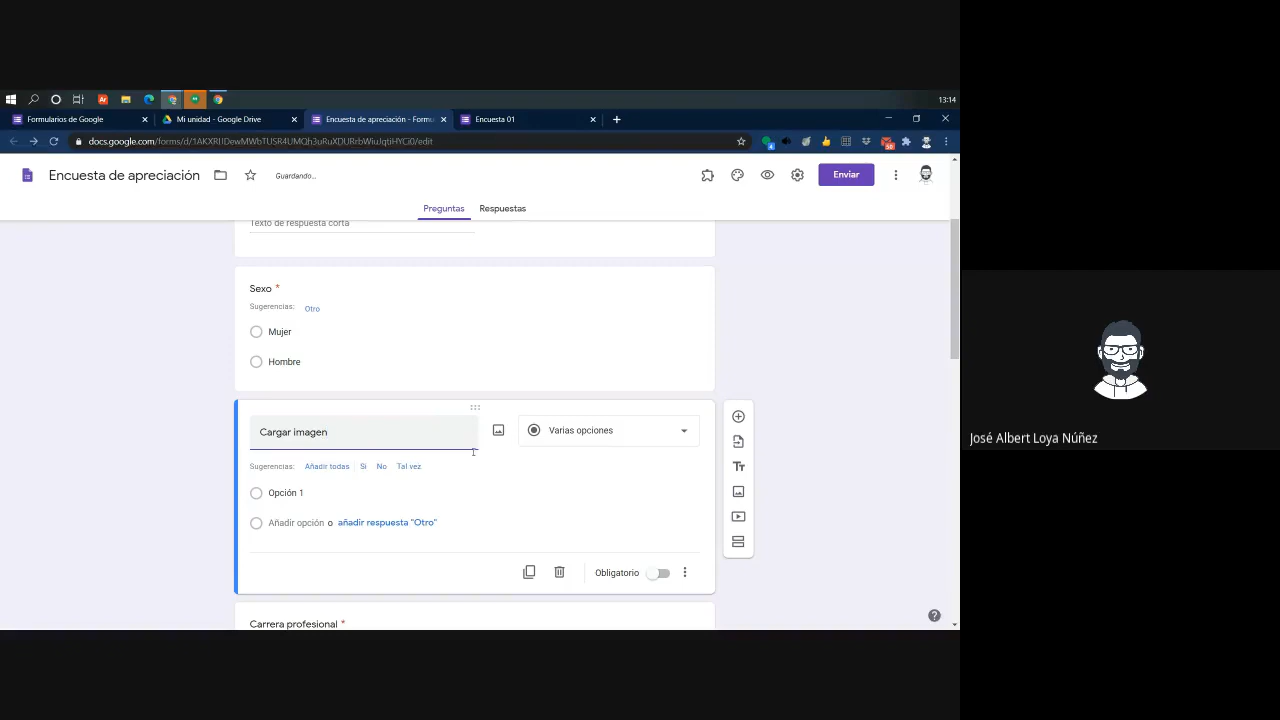 13:14
Formularios de Google
Mi unidad - Google Drive
Encuesta de apreciación - Formu
Encuesta 01
Encuesta de apreciación
Guardando...
Enviar
Preguntas
Respuestas
Texto de respuesta corta
Sexo *
Sugerencias: Otro
Mujer
Hombre
Cargar imagen
Varias opciones
Sugerencias: Añadir todas Sí No Tal vez
Opción 1
Añadir opción o añadir respuesta "Otro"
Obligatorio
Carrera profesional *
José Albert Loya Núñez